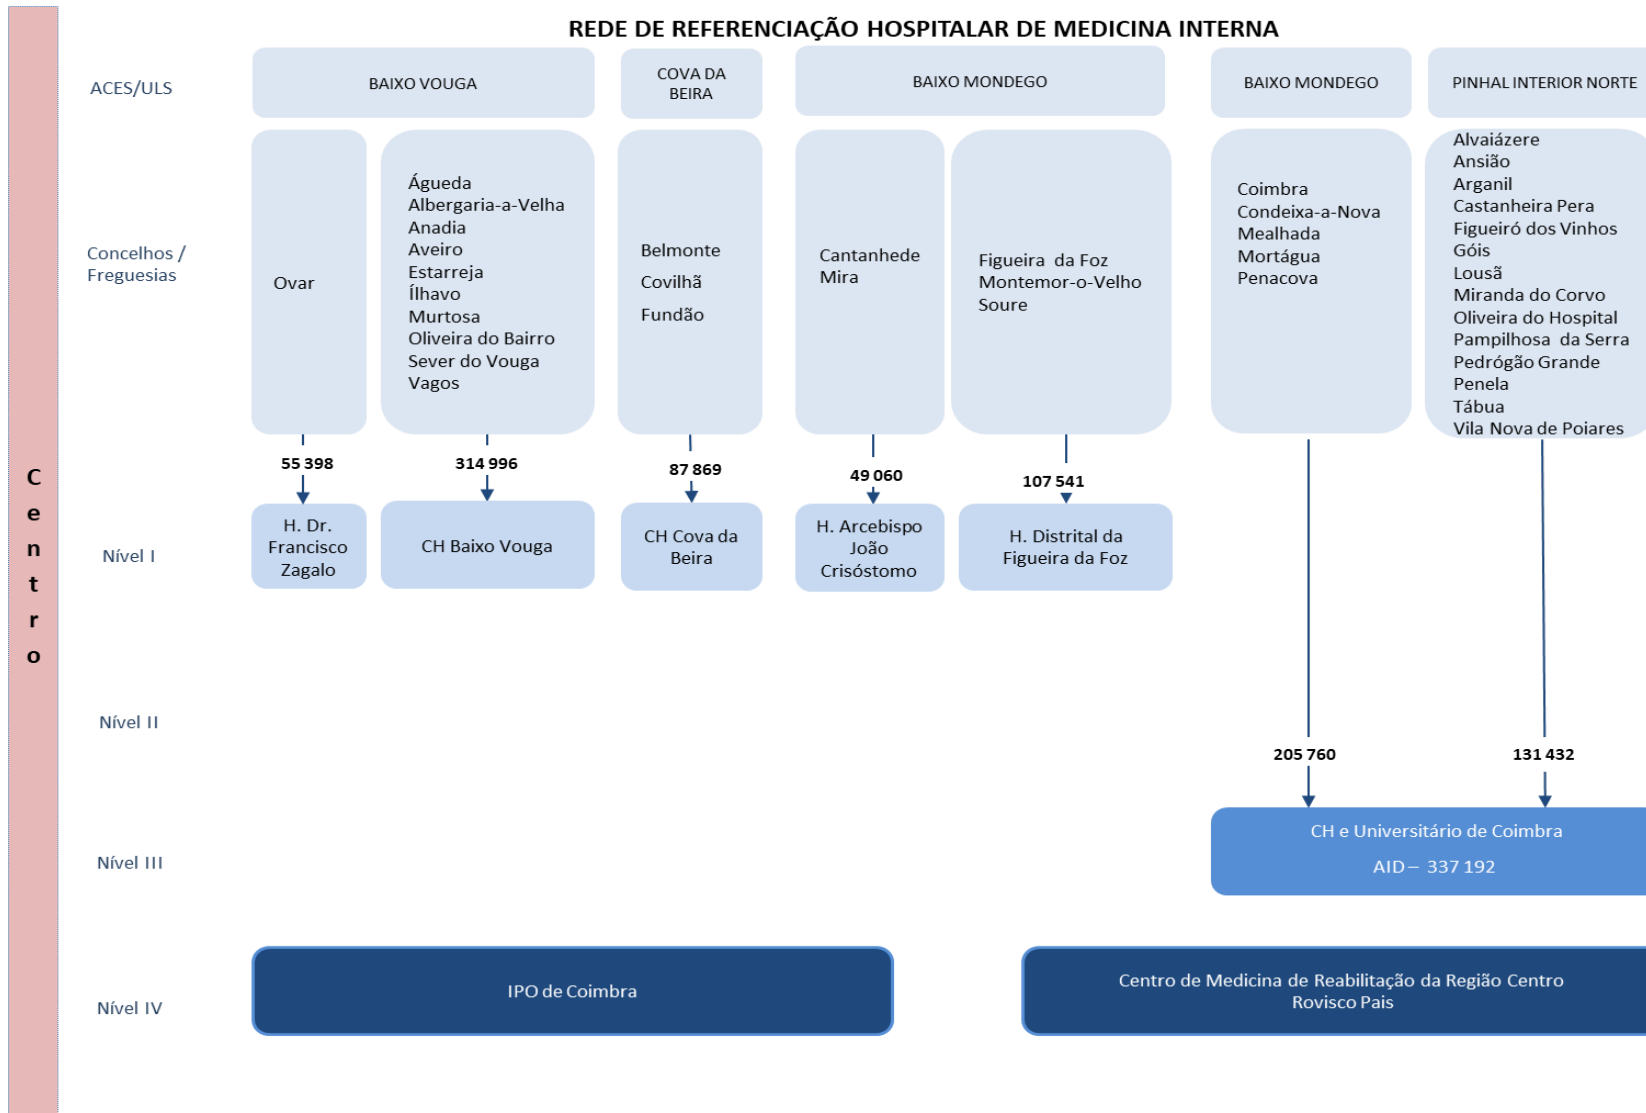 REDE DE REFERENCIAÇÃO HOSPITALAR DE MEDICINA INTERNA
ACES/ULS
BAIXO VOUGA
COVA DA
BEIRA
BAIXO MONDEGO
BAIXO MONDEGO
PINHAL INTERIOR NORTE
Concelhos /
Freguesias
Ovar
Águeda
Albergaria-a-Velha
Anadia
Aveiro
Estarreja
Ílhavo
Murtosa
Oliveira do Bairro
Sever do Vouga
Vagos
Belmonte
Covilhã
Fundão
Cantanhede
Mira
Figueira da Foz
Montemor-o-Velho
Soure
Coimbra
Condeixa-a-Nova
Mealhada
Mortágua
Penacova
Alvaiázere
Ansião
Arganil
Castanheira Pera
Figueiró dos Vinhos
Góis
Lousã
Miranda do Corvo
Oliveira do Hospital
Pampilhosa da Serra
Pedrógão Grande
Penela
Tábua
Vila Nova de Poiares
55 398
314 996
87 869
49 060
107 541
Centro
Nível I
H. Dr.
Francisco
Zagalo
CH Baixo Vouga
CH Cova da
Beira
H. Arcebispo
João
Crisóstomo
H. Distrital da
Figueira da Foz
Nível II
205 760
131 432
Nível III
CH e Universitário de Coimbra
AID – 337 192
Nível IV
IPO de Coimbra
Centro de Medicina de Reabilitação da Região Centro
Rovisco Pais